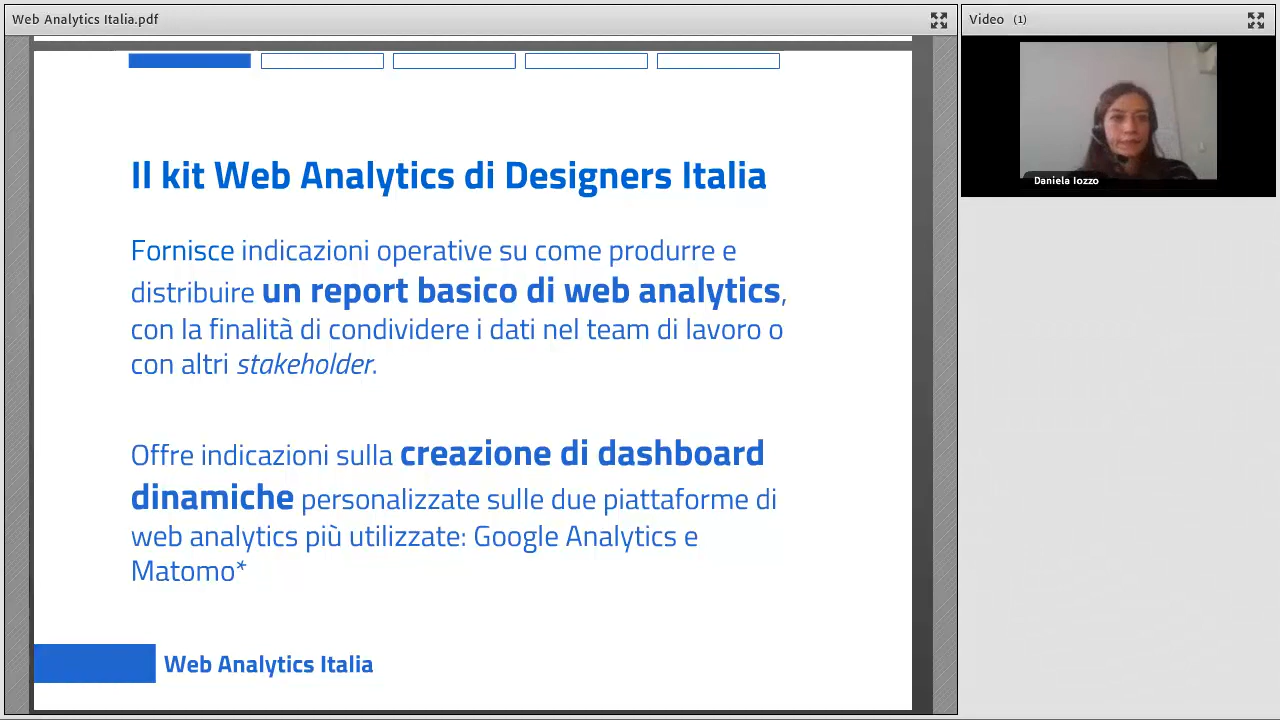 Web Analytics Italia.pdf
Video (1)
Daniela Iozzo
Il kit Web Analytics di Designers Italia
Fornisce indicazioni operative su come produrre e
distribuire un report basico di web analytics,
con la finalità di condividere i dati nel team di lavoro o
con altri stakeholder.
Offre indicazioni sulla creazione di dashboard
dinamiche personalizzate sulle due piattaforme di
web analytics più utilizzate: Google Analytics e
Matomo*
Web Analytics Italia